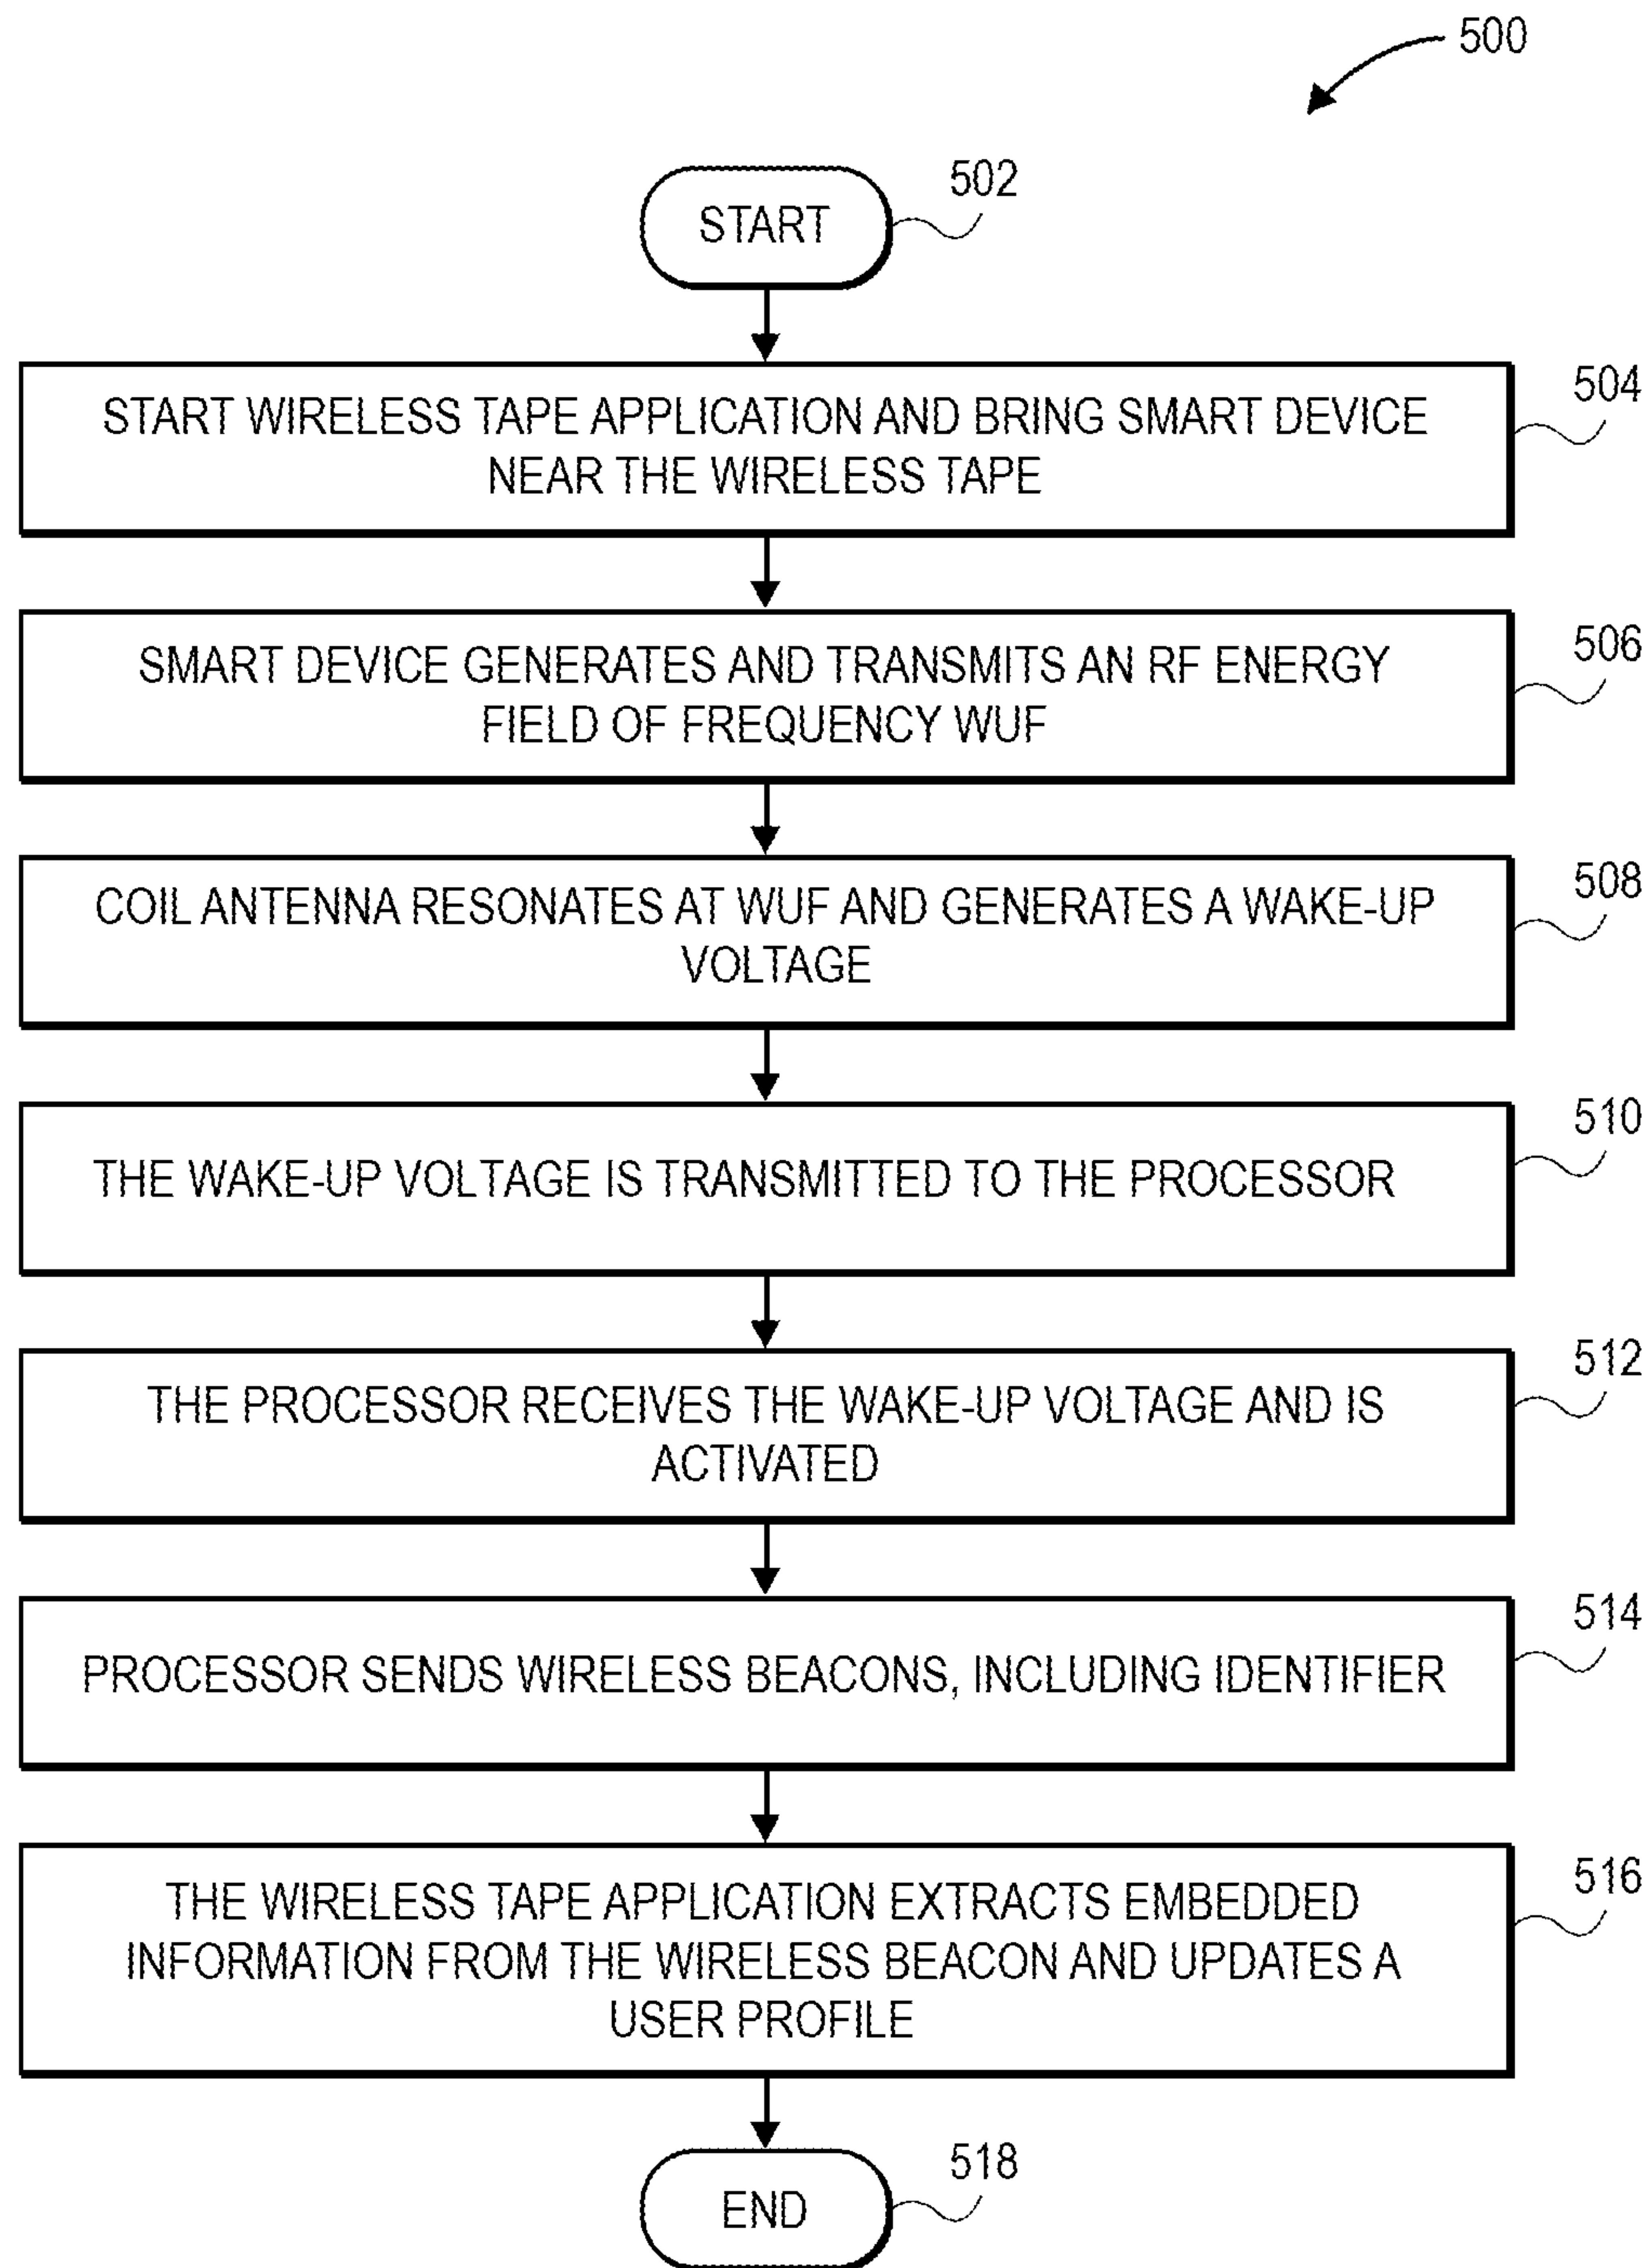 500
502
START
504
START WIRELESS TAPE APPLICATION AND BRING SMART DEVICE
NEAR THE WIRELESS TAPE
506
SMART DEVICE GENERATES AND TRANSMITS AN RF ENERGY
FIELD OF FREQUENCY WUF
508
COIL ANTENNA RESONATES AT WUF AND GENERATES A WAKE-UP
VOLTAGE
510
THE WAKE-UP VOLTAGE IS TRANSMITTED TO THE PROCESSOR
512
THE PROCESSOR RECEIVES THE WAKE-UP VOLTAGE AND IS
ACTIVATED
514
PROCESSOR SENDS WIRELESS BEACONS, INCLUDING IDENTIFIER
516
THE WIRELESS TAPE APPLICATION EXTRACTS EMBEDDED
INFORMATION FROM THE WIRELESS BEACON AND UPDATES A
USER PROFILE
518
END